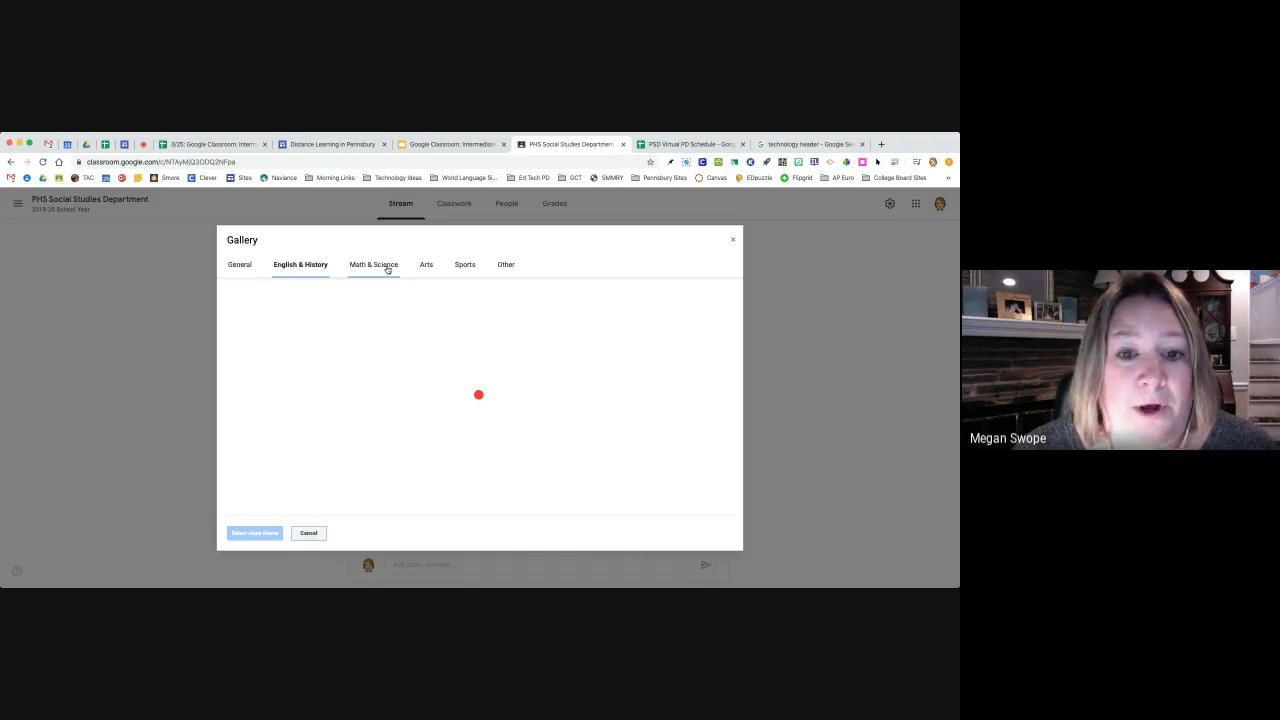 3/25: Google Classroom: Interm
Distance Learning in Pennsbury
Google Classroom: Intermediat
PHS Social Studies Departmen
PSD Virtual PD Schedule - Goog
technology header - Google Se
classroom.google.com/c/NTAyMjQ3ODQ2NFpa
TAC
Smore
Clever
Sites
Naviance
Morning Links
Technology Ideas
World Language Si...
Ed Tech PD
GCT
SMMRY
Pennsbury Sites
Canvas
EDpuzzle
Flipgrid
AP Euro
College Board Sites
PHS Social Studies Department
2019-20 School Year
Stream
Classwork
People
Grades
Gallery
General
English & History
Math & Science
Arts
Sports
Other
Select class theme
Cancel
Add class comment...
Megan Swope